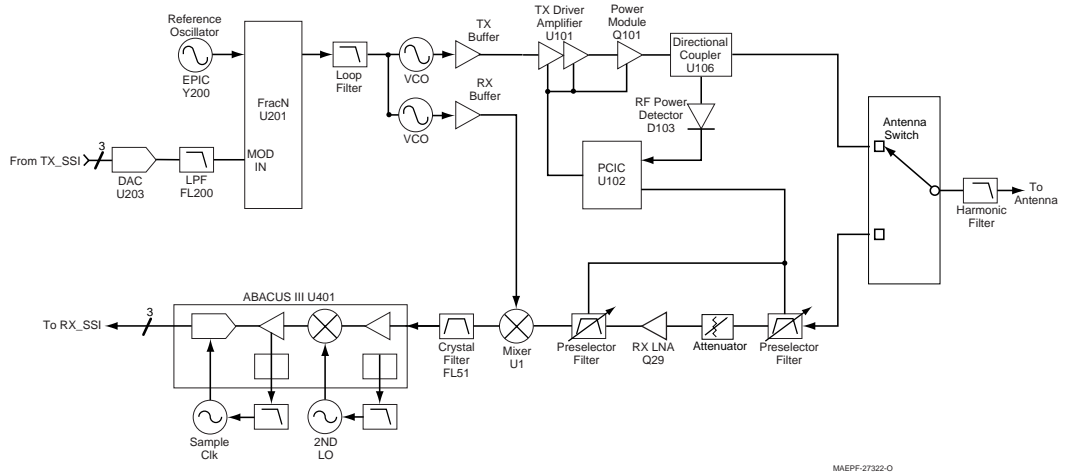 Reference
Oscillator
EPIC
Y200
FracN
U201
MOD
IN
Loop
Filter
VCO
VCO
TX
Buffer
RX
Buffer
TX Driver
Amplifier
U101
Power
Module
Q101
Directional
Coupler
U106
RF Power
Detector
D103
PCIC
U102
Antenna
Switch
To
Antenna
Harmonic
Filter
From TX_SSI
3
DAC
U203
LPF
FL200
ABACUS III U401
To RX_SSI
3
Sample
Clk
2ND
LO
Crystal
Filter
FL51
Mixer
U1
Preselector
Filter
RX LNA
Q29
Attenuator
Preselector
Filter
MAEPF-27322-O